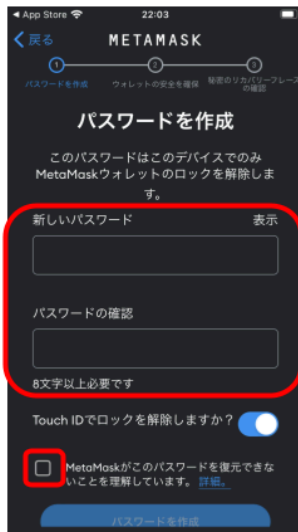 App Store
22:03
戻る
METAMASK
1
2
3
パスワードを作成
ウォレットの安全を確保
秘密のリカバリーフレーズ
の確認
パスワードを作成
このパスワードはこのデバイスでのみ
MetaMaskウォレットのロックを解除しま
す。
新しいパスワード 表示
パスワードの確認
8文字以上必要です
Touch IDでロックを解除しますか？
MetaMaskがこのパスワードを復元できな
いことを理解しています。 詳細。
パスワードを作成